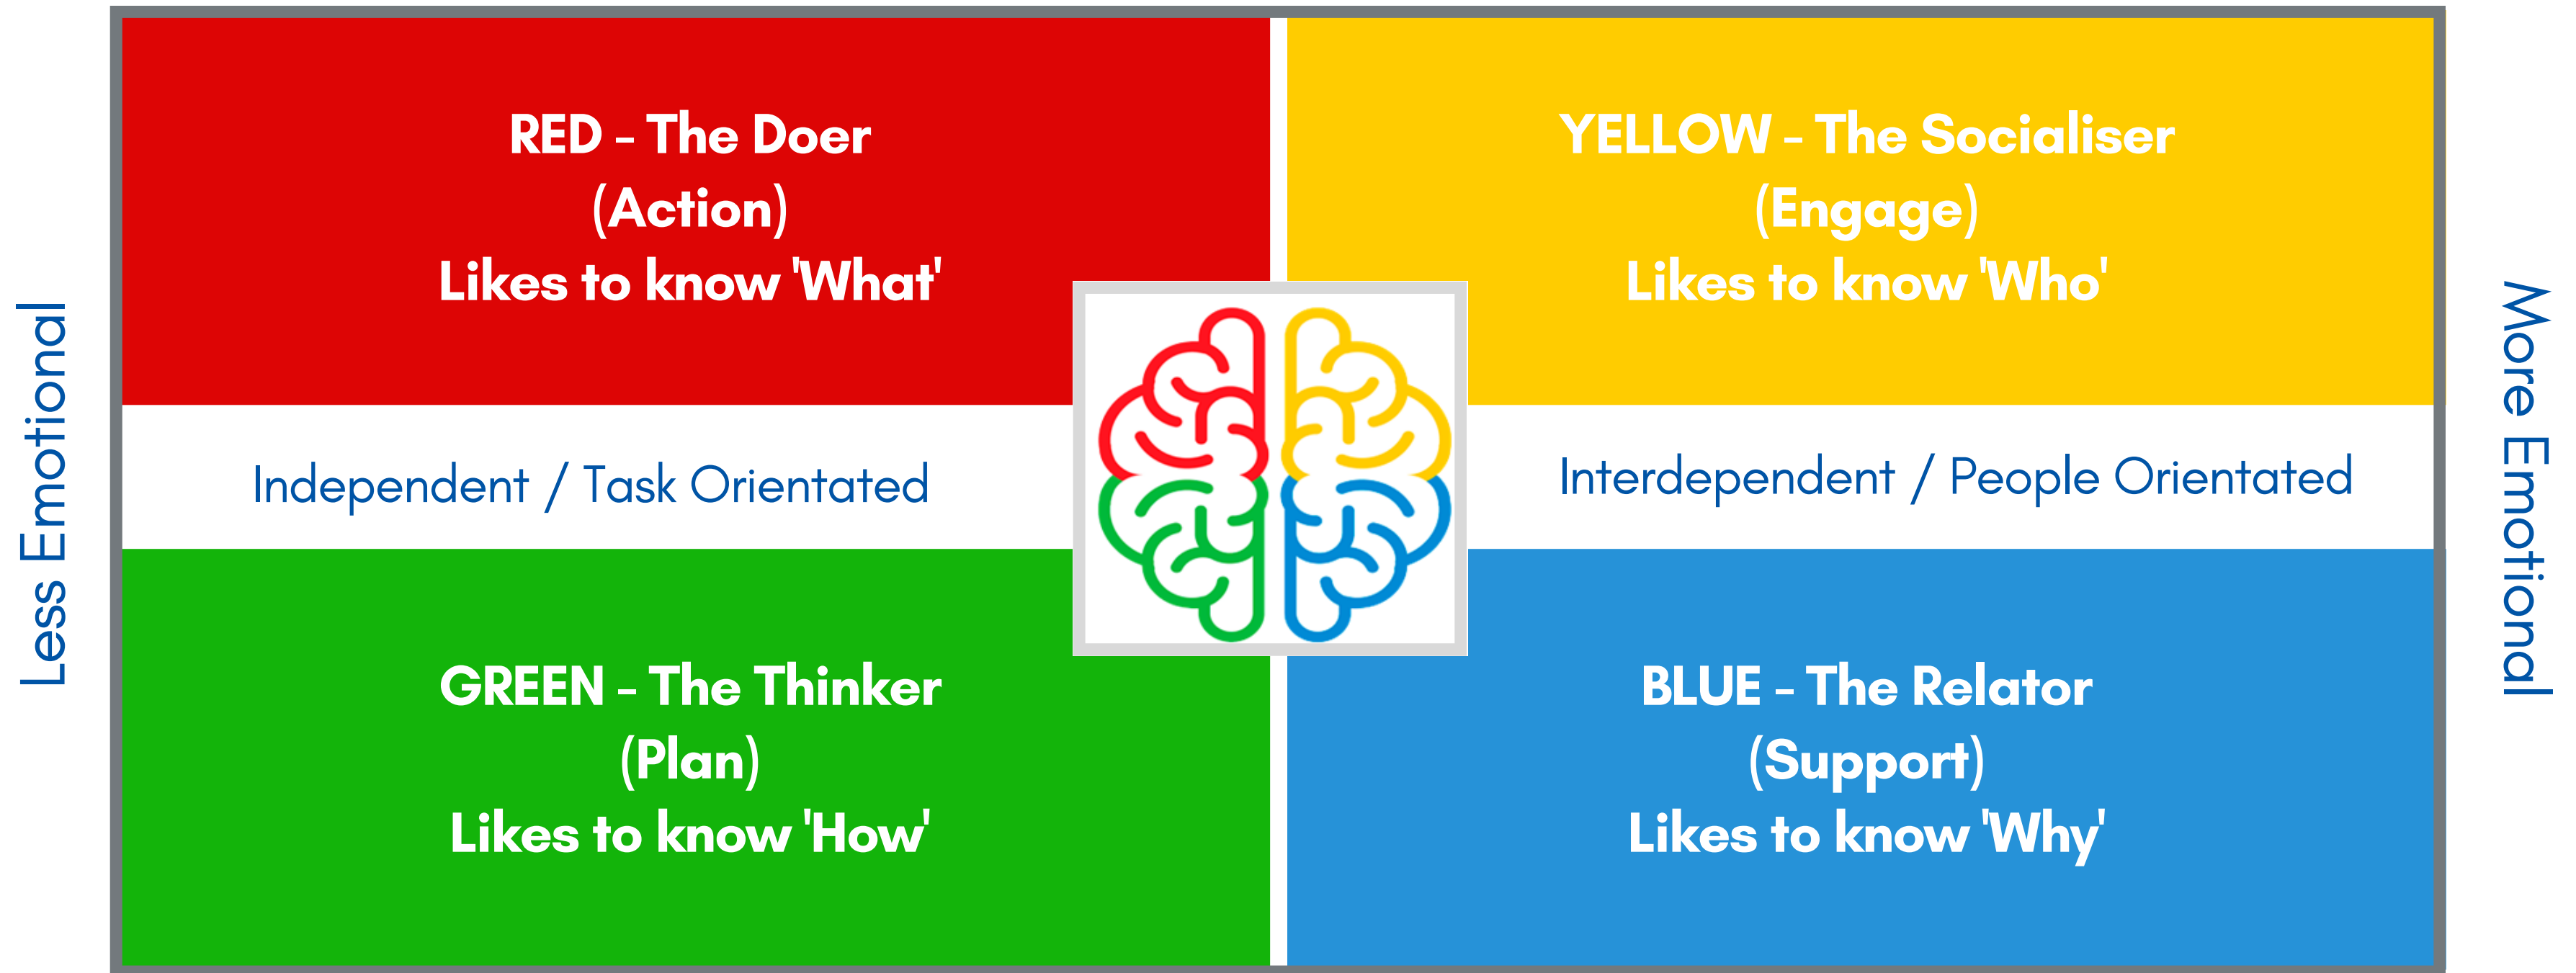 RED - The Doer
(Action)
Likes to know 'What'
YELLOW - The Socialiser
(Engage)
Likes to know 'Who'
Less Emotional
Independent / Task Orientated
Interdependent / People Orientated
More Emotional
GREEN - The Thinker
(Plan)
Likes to know 'How'
BLUE - The Relator
(Support)
Likes to know 'Why'